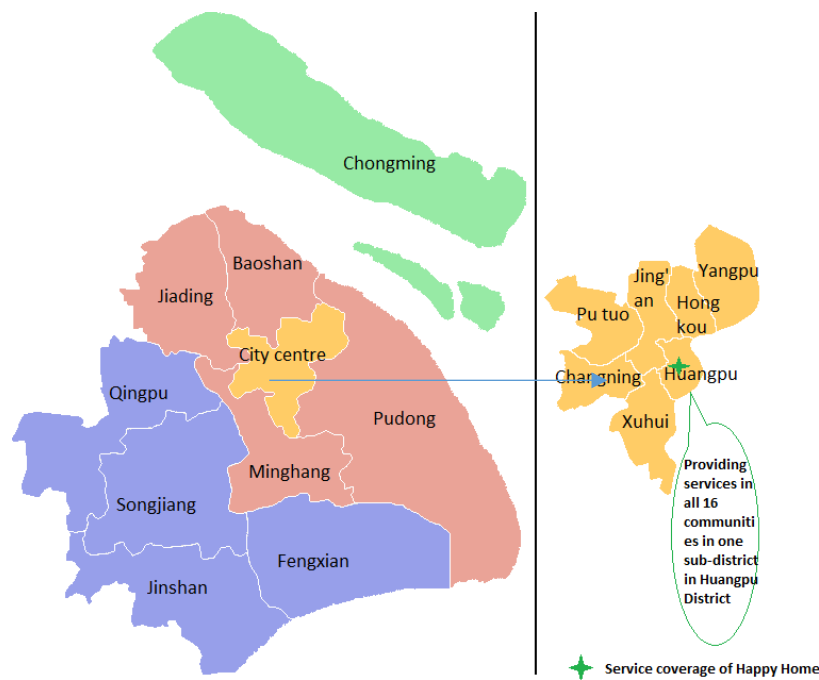 Chongming
Baoshan
Jiading
City centre
Qingpu
Pudong
Minghang
Songjiang
Fengxian
Jinshan
Yangpu
Jing'
an
Hong
kou
Pu tuo
Changning
Huangpu
Xuhui
Providing
services in
all 16
communiti
es in one
sub-district
in Huangpu
District
Service coverage of Happy Home